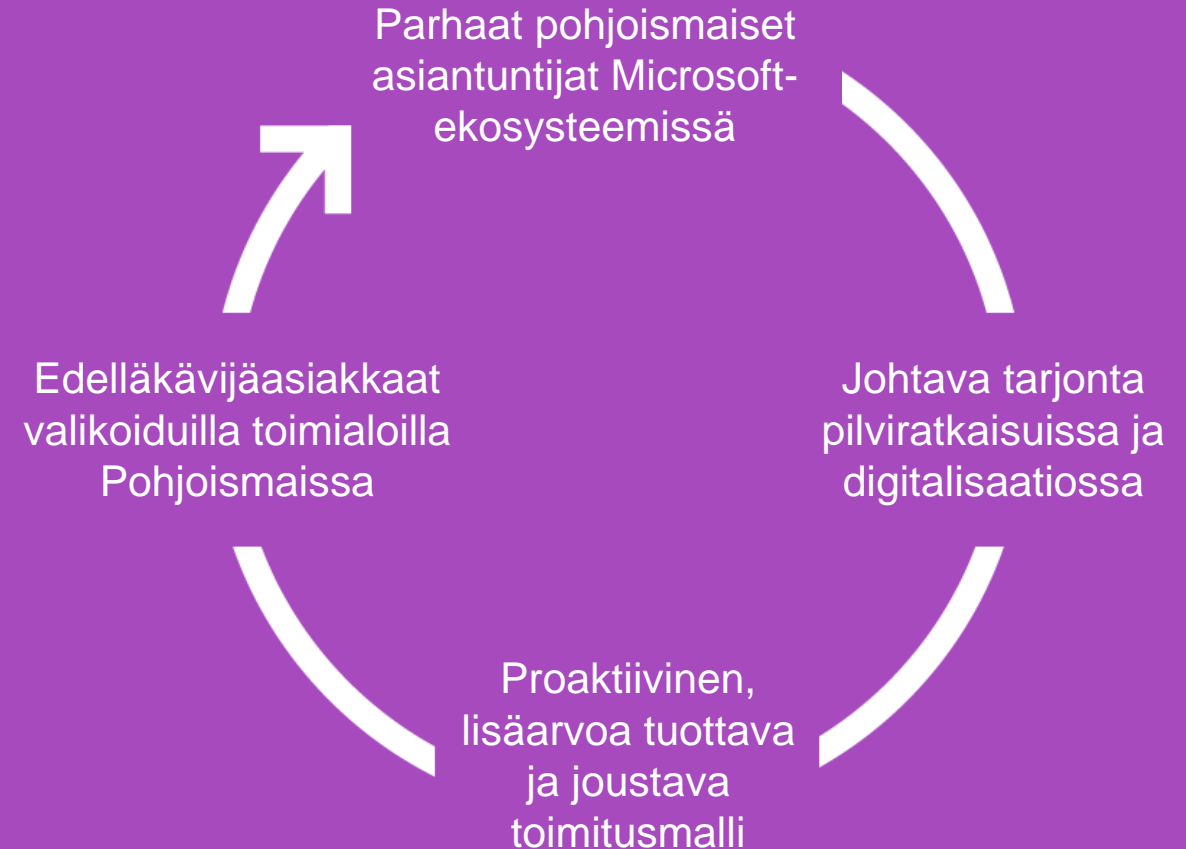 Parhaat pohjoismaiset
asiantuntijat Microsoft-
ekosysteemissä
Johtava tarjonta
pilviratkaisuissa ja
digitalisaatiossa
Proaktiivinen,
lisäarvoa tuottava
ja joustava
toimitusmalli
Edelläkävijäasiakkaat
valikoiduilla toimialoilla
Pohjoismaissa